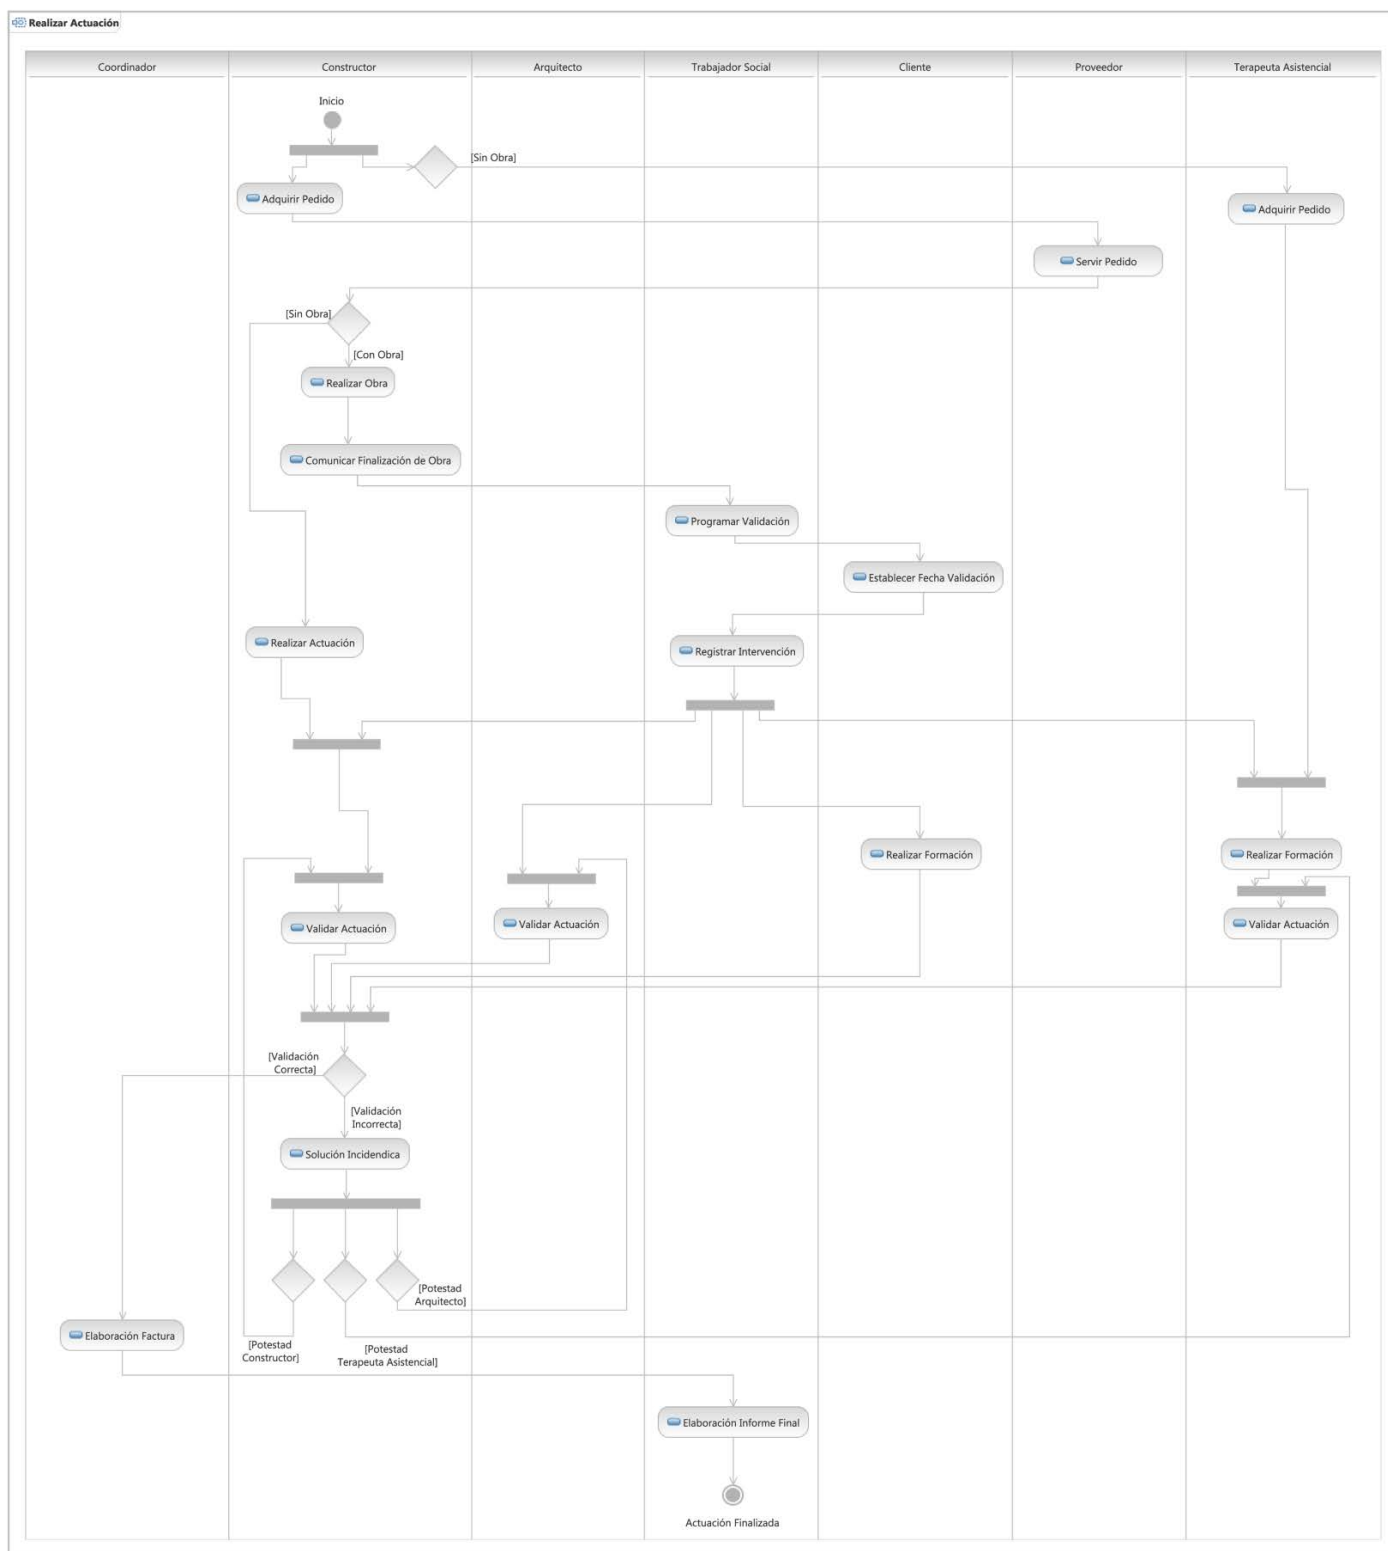 Realizar Actuación
Coordinador
Constructor
Arquitecto
Trabajador Social
Cliente
Proveedor
Terapeuta Asistencial
Inicio
[Sin Obra]
Adquirir Pedido
Adquirir Pedido
Servir Pedido
[Sin Obra]
[Con Obra]
Realizar Obra
Comunicar Finalización de Obra
Programar Validación
Establecer Fecha Validación
Realizar Actuación
Registrar Intervención
Realizar Formación
Realizar Formación
Validar Actuación
Validar Actuación
Validar Actuación
[Validación
Correcta]
[Validación
Incorrecta]
Solución Incidendica
[Potestad
Arquitecto]
Elaboración Factura
[Potestad
Constructor]
[Potestad
Terapeuta Asistencial]
Elaboración Informe Final
Actuación Finalizada